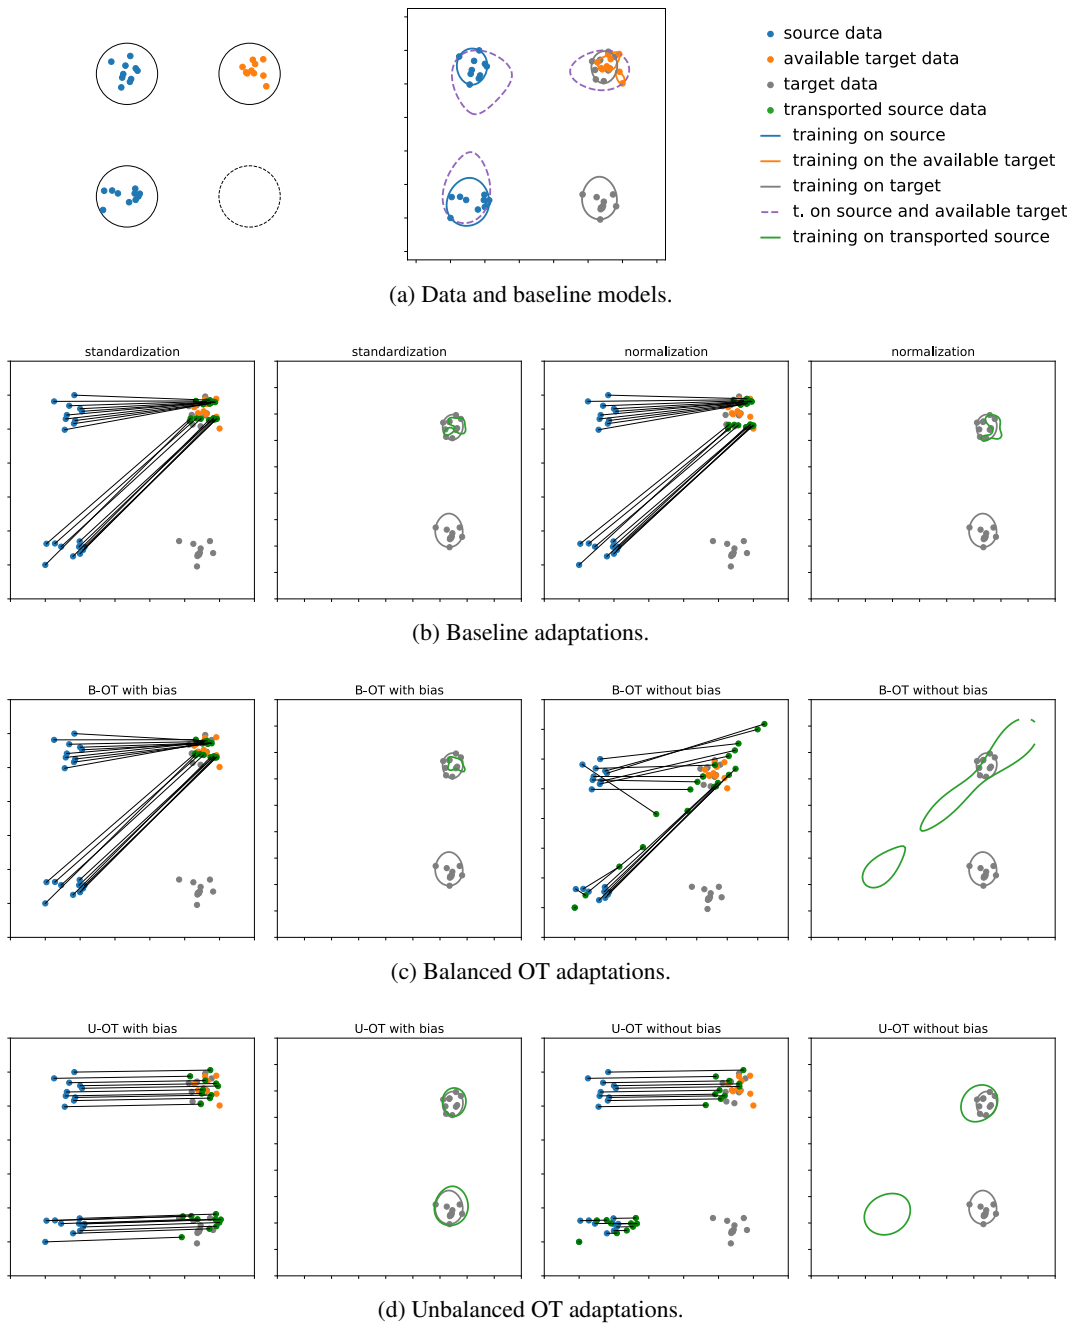 source data
available target data
target data
transported source data
training on source
training on the available target
training on target
t. on source and available target
training on transported source
(a) Data and baseline models.
standardization
standardization
normalization
normalization
(b) Baseline adaptations.
B-OT with bias
B-OT with bias
B-OT without bias
B-OT without bias
(c) Balanced OT adaptations.
U-OT with bias
U-OT with bias
U-OT without bias
U-OT without bias
(d) Unbalanced OT adaptations.